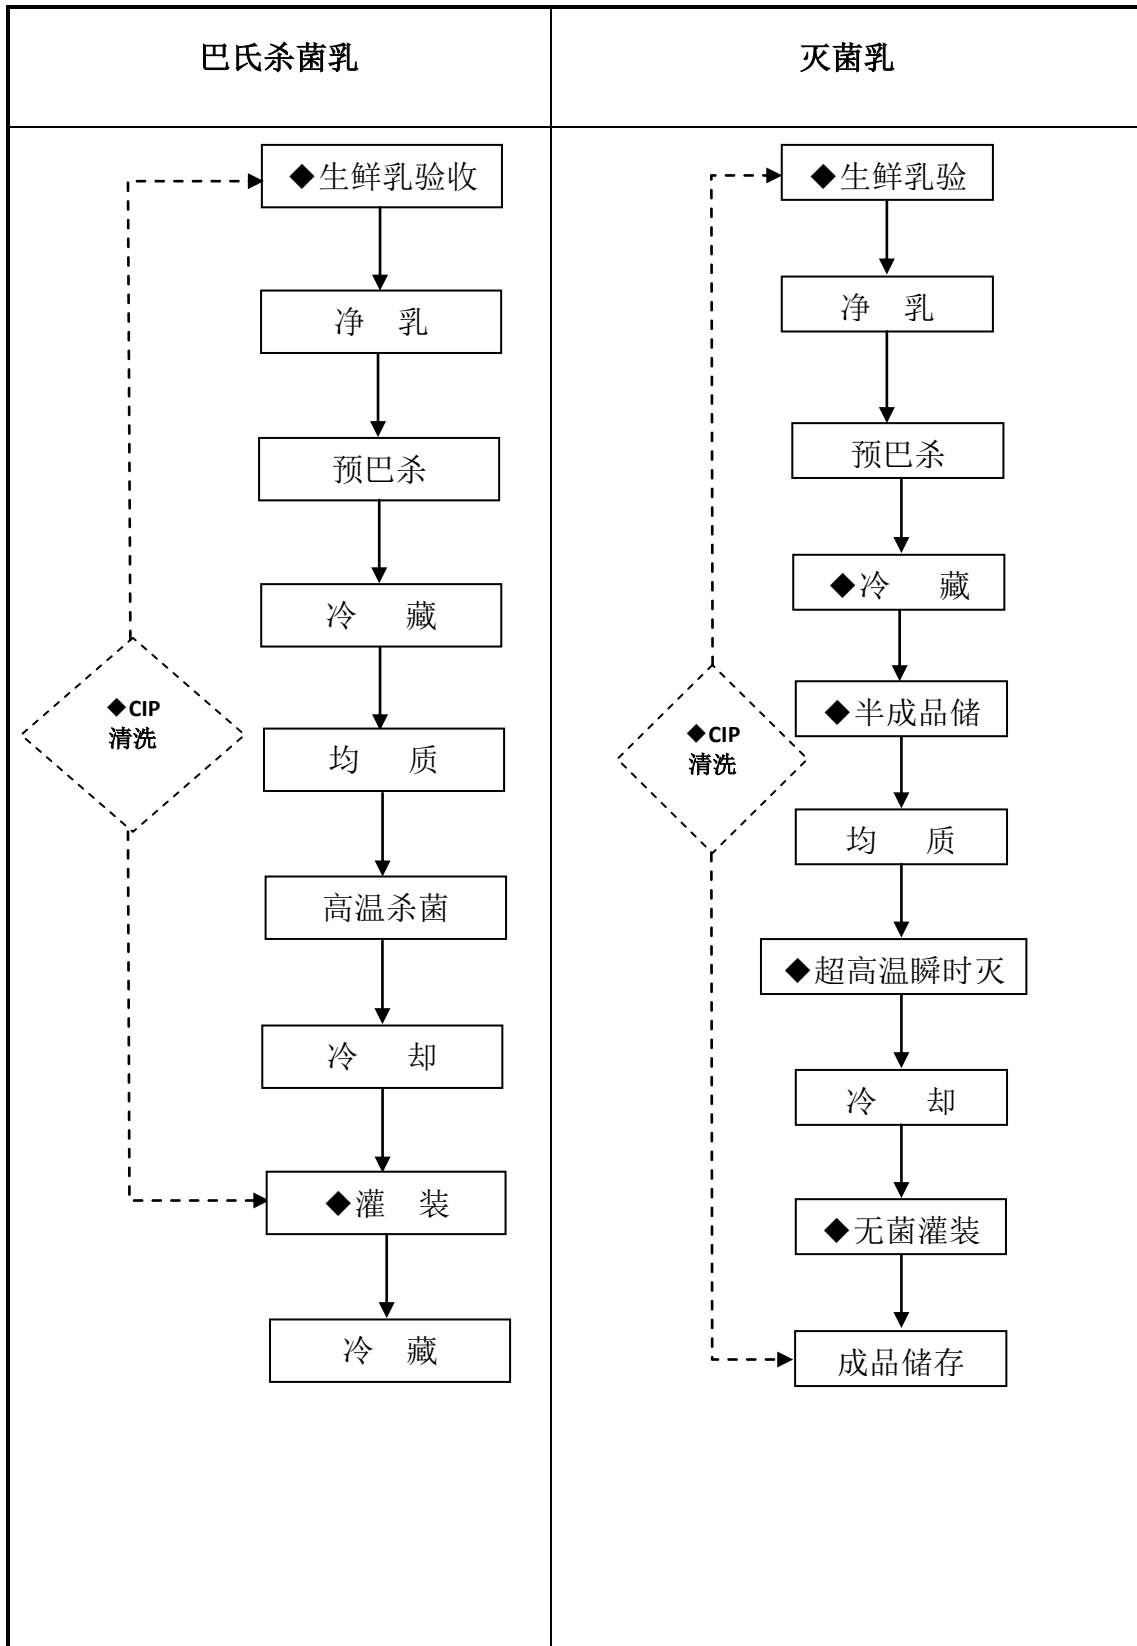 巴氏杀菌乳
◆生鲜乳验收
净 乳
预巴杀
冷 藏
均 质
高温杀菌
冷 却
◆灌 装
冷 藏
◆CIP
清洗
灭菌乳
◆生鲜乳验
净 乳
预巴杀
◆冷 藏
◆半成品储
均 质
◆超高温瞬时灭
冷 却
◆无菌灌装
成品储存
◆CIP
清洗